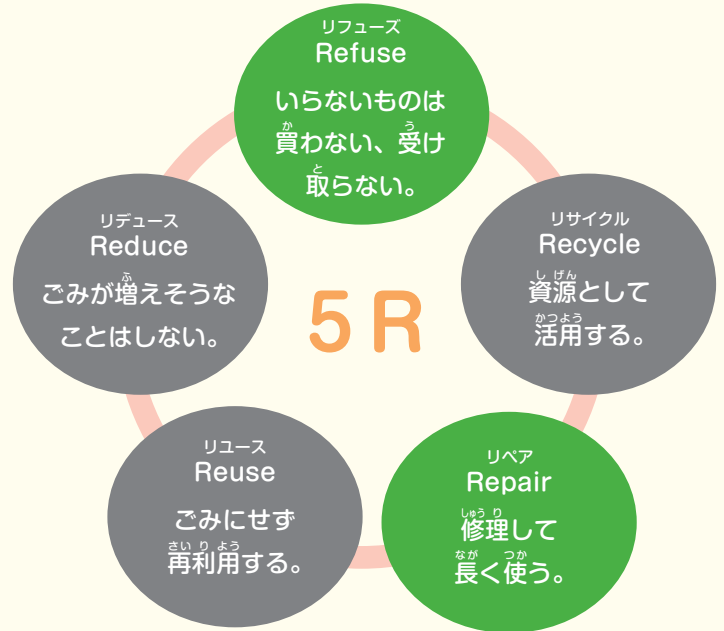 リフューズ
Refuse
いらないものは
買わない、受け
取らない。
か
う
と
リデュース
Reduce
ごみが増えそうな
ことはしない。
ふ
リサイクル
Recycle
資源として
活用する。
し げん
かつよう
5R
リユース
Reuse
ごみにせず
再利用する。
さい り よう
リペア
Repair
修理して
長く使う。
しゅう り
なが
つか